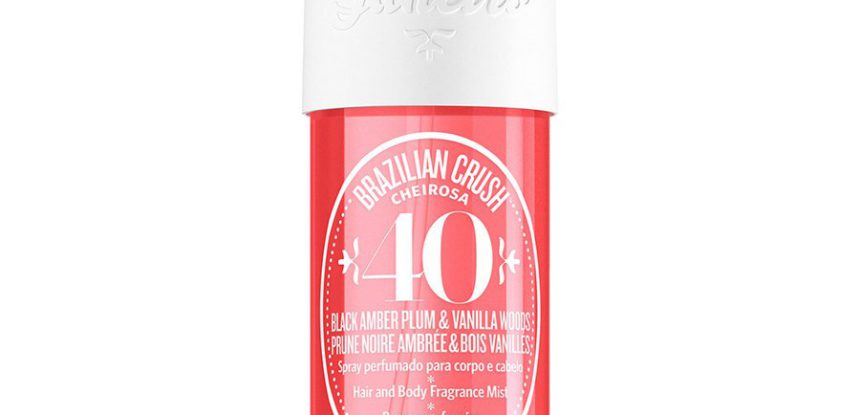 BRAZILIAN CRUSH
CHEIROSA
40
BLACK AMBER PLUM & VANILLA WOODS
PRUNE NOIRE AMBRÉE & BOIS VANILLÉS
Spray perfumado para corpo e cabelo
*
Hair and Body Fragrance Mist
*